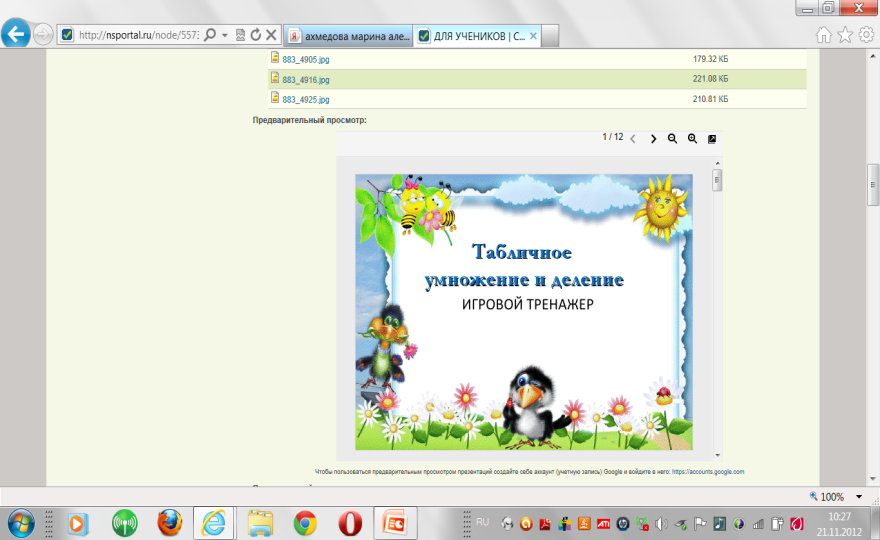 http://nsportal.ru/node/557
ахмедова марина але...
ДЛЯ УЧЕНИКОВ | С...
883_4905.jpg 179.32 КБ
883_4916.jpg 221.08 КБ
883_4925.jpg 210.81 КБ
Предварительный просмотр:
1 / 12
Табличное
умножение и деление
ИГРОВОЙ ТРЕНАЖЕР
Чтобы пользоваться предварительным просмотром презентаций создайте себе аккаунт (учетную запись) Google и войдите в него: https://accounts.google.com
100%
RU
ATI
10:27
21.11.2012